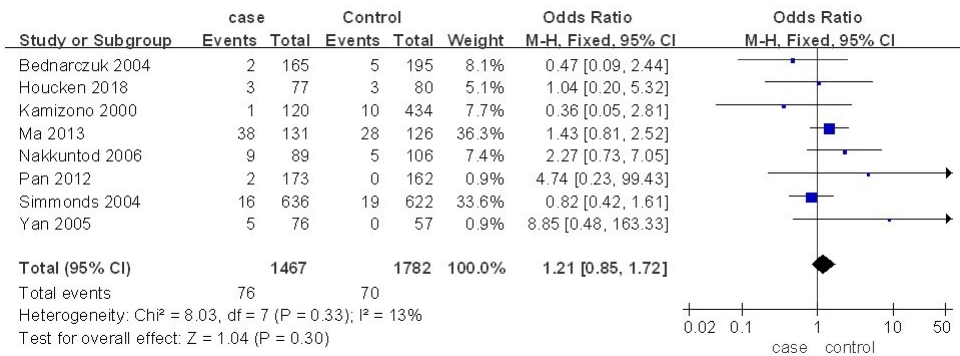 case Control Odds Ratio Odds Ratio
Study or Subgroup Events Total Events Total Weight M-H, Fixed, 95% CI M-H, Fixed, 95% CI
Bednarczuk 2004 2 165 5 195 8.1% 0.47 [0.09, 2.44]
Houcken 2018 3 77 3 80 5.1% 1.04 [0.20, 5.32]
Kamizono 2000 1 120 10 434 7.7% 0.36 [0.05, 2.81]
Ma 2013 38 131 28 126 36.3% 1.43 [0.81, 2.52]
Nakkuntod 2006 9 89 5 106 7.4% 2.27 [0.73, 7.05]
Pan 2012 2 173 0 162 0.9% 4.74 [0.23, 99.43]
Simmonds 2004 16 636 19 622 33.6% 0.82 [0.42, 1.61]
Yan 2005 5 76 0 57 0.9% 8.85 [0.48, 163.33]
Total (95% CI) 1467 1782 100.0% 1.21 [0.85, 1.72]
Total events 76 70
Heterogeneity: Chi² = 8.03, df = 7 (P = 0.33); I² = 13%
Test for overall effect: Z = 1.04 (P = 0.30)
0.02 0.1 1 10 50
case control